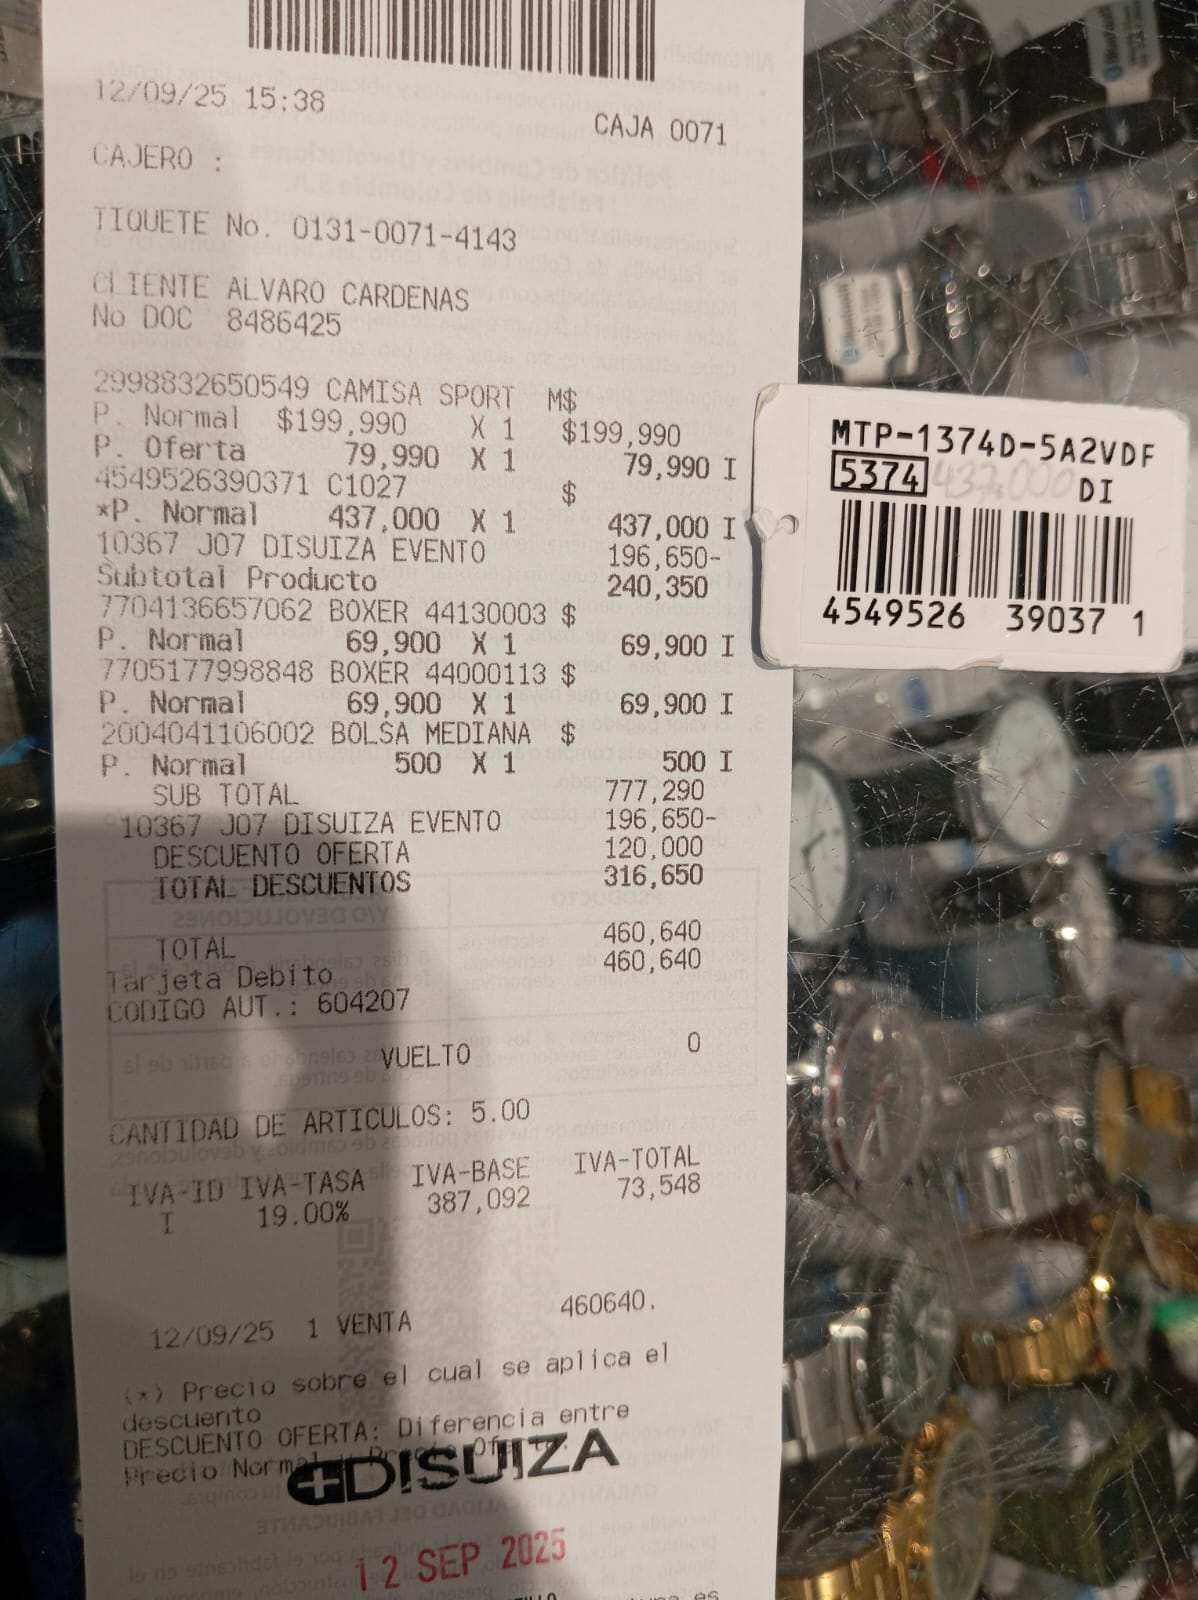 12/09/25 15:38
CAJA 0071
CAJERO :
TIQUETE No. 0131-0071-4143
CLIENTE ALVARO CARDENAS
No DOC 8486425
2998832650549 CAMISA SPORT M$
P. Normal $199,990 X 1 $199,990
P. Oferta 79,990 X 1 79,990 I
4549526390371 C1027 $
*P. Normal 437,000 X 1 437,000 I
10367 J07 DISUIZA EVENTO 196,650-
Subtotal Producto 240,350
7704136657062 BOXER 44130003 $
P. Normal 69,900 X 1 69,900 I
7705177998848 BOXER 44000113 $
P. Normal 69,900 X 1 69,900 I
2004041106002 BOLSA MEDIANA $
P. Normal 500 X 1 500 I
SUB TOTAL 777,290
10367 J07 DISUIZA EVENTO 196,650-
DESCUENTO OFERTA 120,000
TOTAL DESCUENTOS 316,650
TOTAL 460,640
Tarjeta Debito 460,640
CODIGO AUT.: 604207
VUELTO 0
CANTIDAD DE ARTICULOS: 5.00
IVA-ID IVA-TASA IVA-BASE IVA-TOTAL
I 19.00% 387,092 73,548
12/09/25 1 VENTA 460640.
(*) Precio sobre el cual se aplica el
descuento
DESCUENTO OFERTA: Diferencia entre
Precio Normal y Precio Oferta.
DISUIZA
12 SEP 2025
MTP-1374D-5A2VDF
5374 437.000 DI
4549526 39037 1